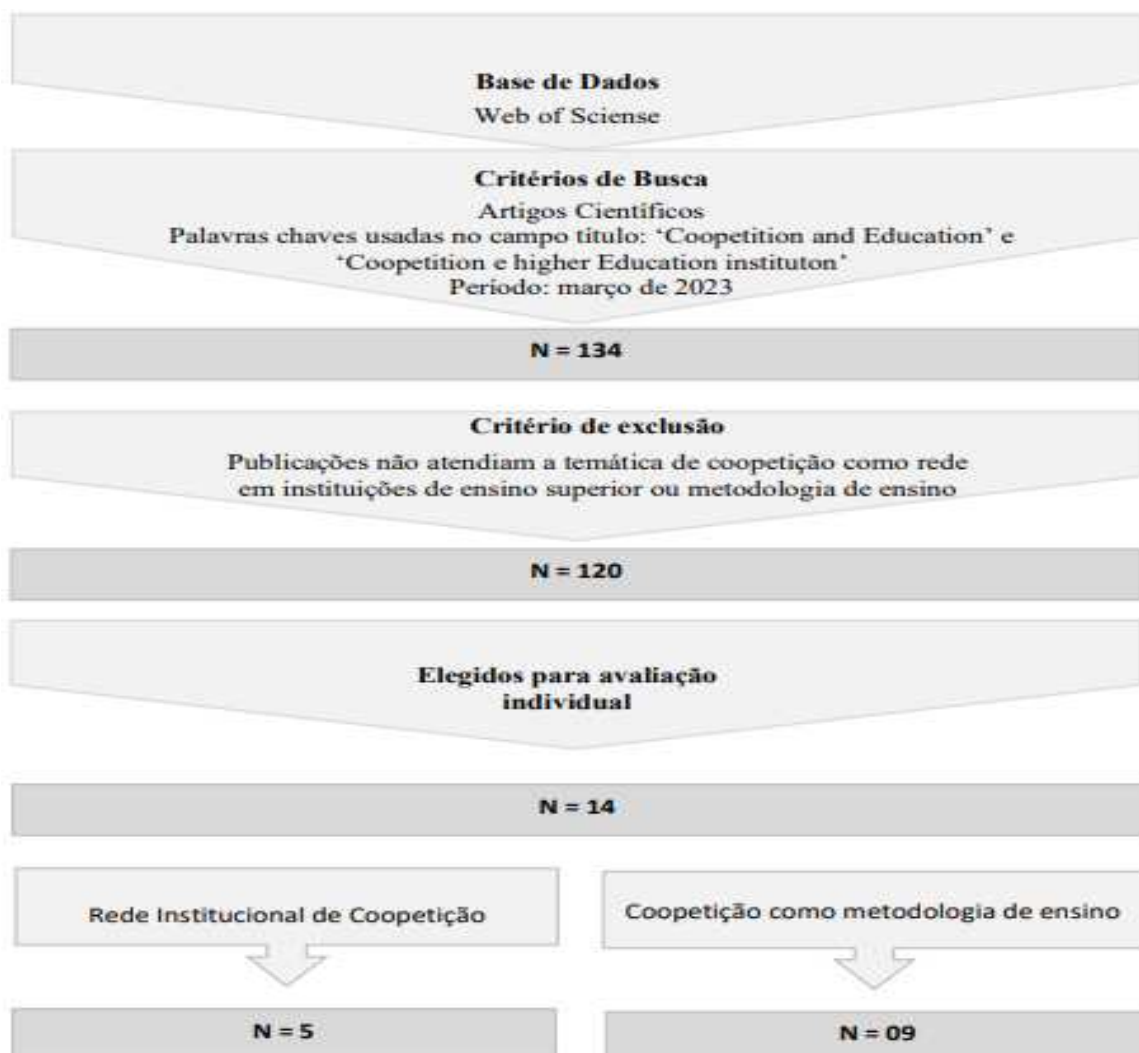 Base de Dados
Web of Sciense
Critérios de Busca
Artigos Científicos
Palavras chaves usadas no campo título: ‘Coopetition and Education’ e
‘Coopetition e higher Education instituton’
Período: março de 2023
N = 134
Critério de exclusão
Publicações não atendiam a temática de coopetição como rede
em instituições de ensino superior ou metodologia de ensino
N = 120
Elegidos para avaliação
individual
N = 14
Rede Institucional de Coopetição
Coopetição como metodologia de ensino
N = 5
N = 09